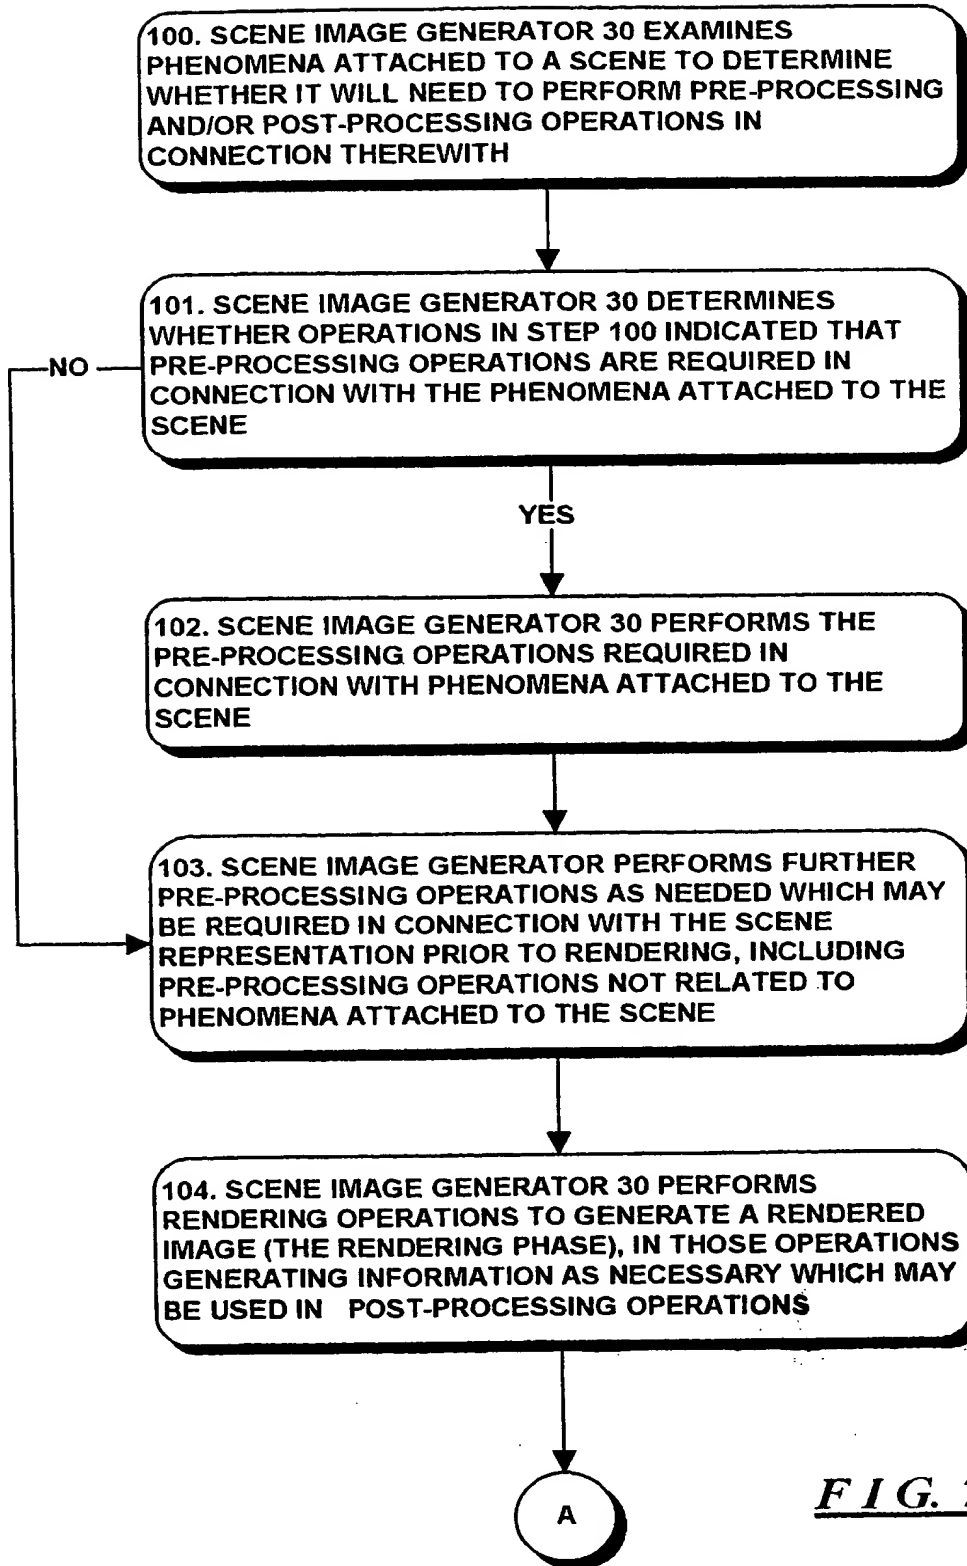 100. SCENE IMAGE GENERATOR 30 EXAMINES
PHENOMENA ATTACHED TO A SCENE TO DETERMINE
WHETHER IT WILL NEED TO PERFORM PRE-PROCESSING
AND/OR POST-PROCESSING OPERATIONS IN
CONNECTION THEREWITH
101. SCENE IMAGE GENERATOR 30 DETERMINES
WHETHER OPERATIONS IN STEP 100 INDICATED THAT
PRE-PROCESSING OPERATIONS ARE REQUIRED IN
CONNECTION WITH THE PHENOMENA ATTACHED TO THE
SCENE
NO
YES
102. SCENE IMAGE GENERATOR 30 PERFORMS THE
PRE-PROCESSING OPERATIONS REQUIRED IN
CONNECTION WITH PHENOMENA ATTACHED TO THE
SCENE
103. SCENE IMAGE GENERATOR PERFORMS FURTHER
PRE-PROCESSING OPERATIONS AS NEEDED WHICH MAY
BE REQUIRED IN CONNECTION WITH THE SCENE
REPRESENTATION PRIOR TO RENDERING, INCLUDING
PRE-PROCESSING OPERATIONS NOT RELATED TO
PHENOMENA ATTACHED TO THE SCENE
104. SCENE IMAGE GENERATOR 30 PERFORMS
RENDERING OPERATIONS TO GENERATE A RENDERED
IMAGE (THE RENDERING PHASE), IN THOSE OPERATIONS
GENERATING INFORMATION AS NECESSARY WHICH MAY
BE USED IN POST-PROCESSING OPERATIONS
A
FIG.